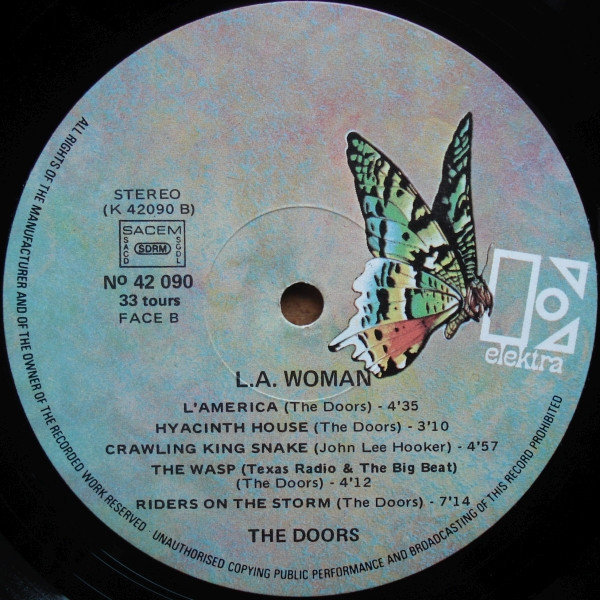 STEREO
(K 42090 B)
SACEM
SACD
SDRM
SGDL
Nº 42 090
33 tours
FACE B
elektra
L.A. WOMAN
L'AMERICA (The Doors) - 4'35
HYACINTH HOUSE (The Doors) - 3'10
CRAWLING KING SNAKE (John Lee Hooker) - 4'57
THE WASP (Texas Radio & The Big Beat)
(The Doors) - 4'12
RIDERS ON THE STORM (The Doors) - 7'14
THE DOORS
ALL RIGHTS OF THE MANUFACTURER AND OF THE OWNER OF THE RECORDED WORK RESERVED · UNAUTHORISED COPYING PUBLIC PERFORMANCE AND BROADCASTING OF THIS RECORD PROHIBITED